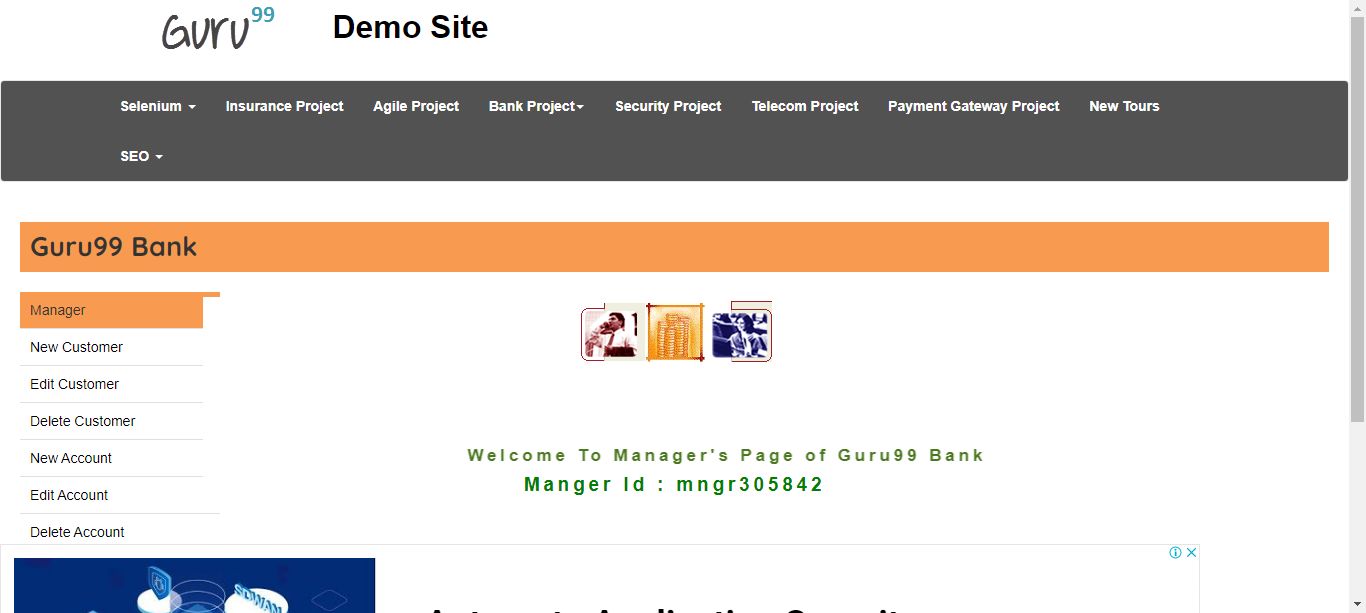 Guru99
Demo Site
Selenium
Insurance Project
Agile Project
Bank Project
Security Project
Telecom Project
Payment Gateway Project
New Tours
SEO
Guru99 Bank
Manager
New Customer
Edit Customer
Delete Customer
New Account
Edit Account
Delete Account
Welcome To Manager's Page of Guru99 Bank
Manger Id : mngr305842